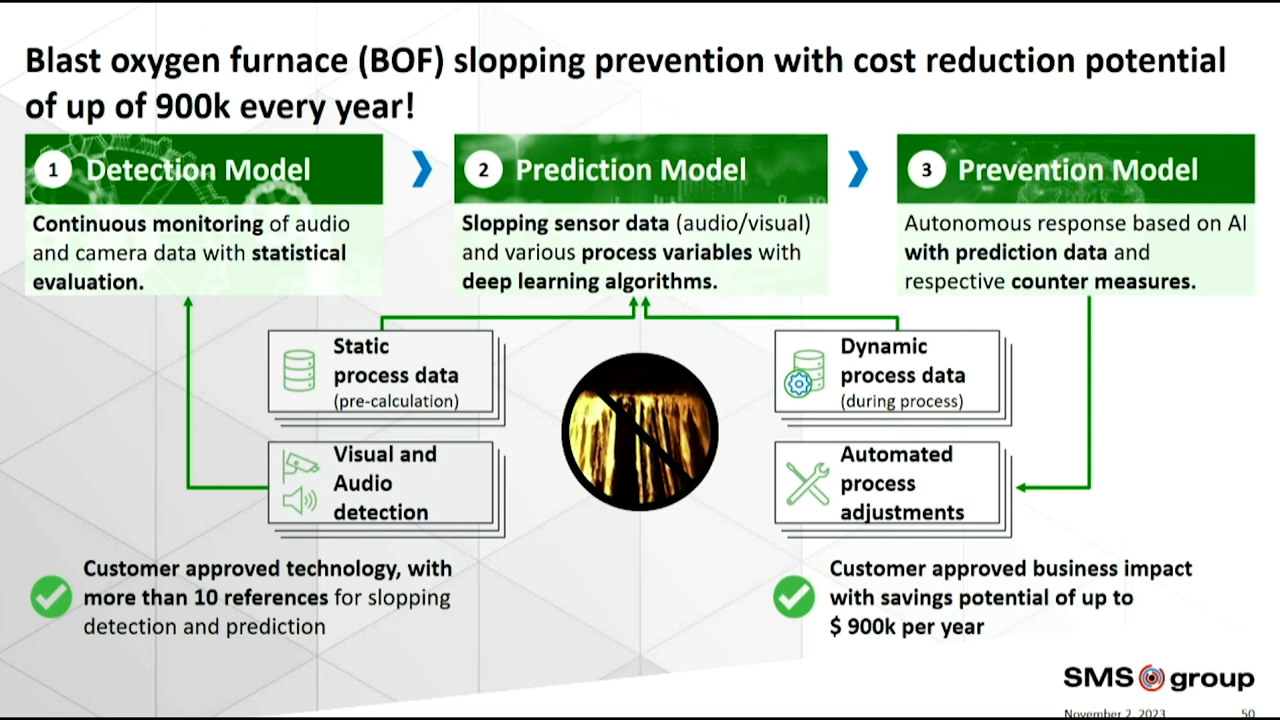 Blast oxygen furnace (BOF) slopping prevention with cost reduction potential
of up of 900k every year!
1 Detection Model
Continuous monitoring of audio
and camera data with statistical
evaluation.
2 Prediction Model
Slopping sensor data (audio/visual)
and various process variables with
deep learning algorithms.
3 Prevention Model
Autonomous response based on AI
with prediction data and
respective counter measures.
Static
process data
(pre-calculation)
Dynamic
process data
(during process)
Visual and
Audio
detection
Automated
process
adjustments
Customer approved technology, with
more than 10 references for slopping
detection and prediction
Customer approved business impact
with savings potential of up to
$ 900k per year
SMS group
November 2, 2023 50